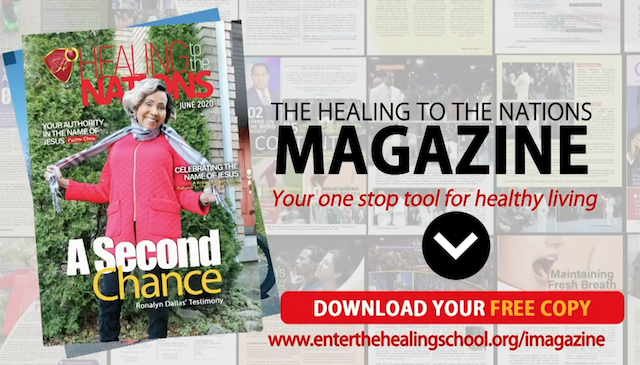 HEALING to the
NATIONS
JUNE 2020
YOUR AUTHORITY
IN THE NAME OF
JESUS Pastor Chris
CELEBRATING THE
NAME OF JESUS
A Second
Chance
Ronalyn Dallas' Testimony
THE HEALING TO THE NATIONS
MAGAZINE
Your one stop tool for healthy living
Maintaining
Fresh Breath
DOWNLOAD YOUR FREE COPY
www.enterthehealingschool.org/imagazine